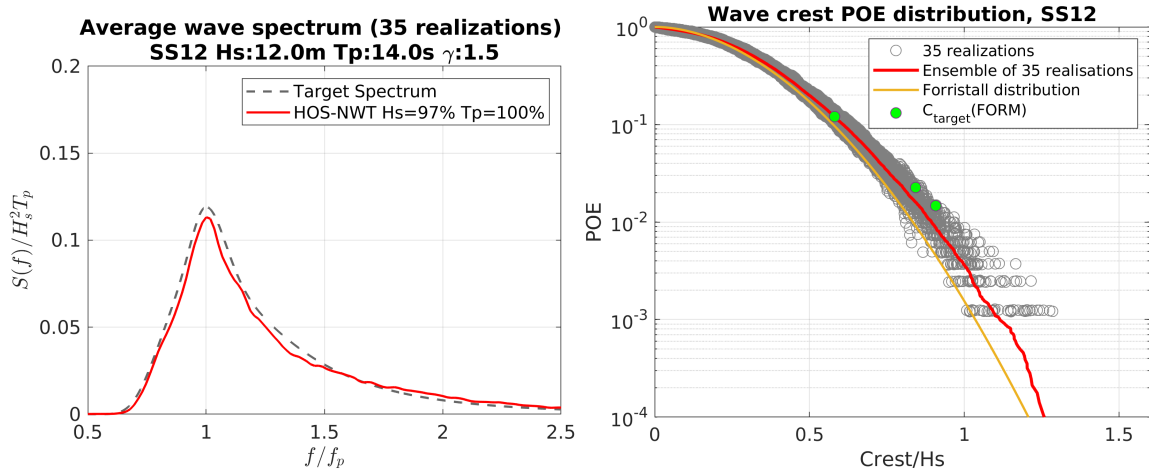 Average wave spectrum (35 realizations)
SS12 Hs:12.0m Tp:14.0s γ:1.5
0.2
0.15
0.1
0.05
0
S(f)/H_s^2 T_p
Target Spectrum
HOS-NWT Hs=97% Tp=100%
0.5
1
1.5
2
2.5
f/f_p
Wave crest POE distribution, SS12
10^0
10^-1
10^-2
10^-3
10^-4
POE
35 realizations
Ensemble of 35 realisations
Forristall distribution
C_target(FORM)
0
0.5
1
1.5
Crest/Hs